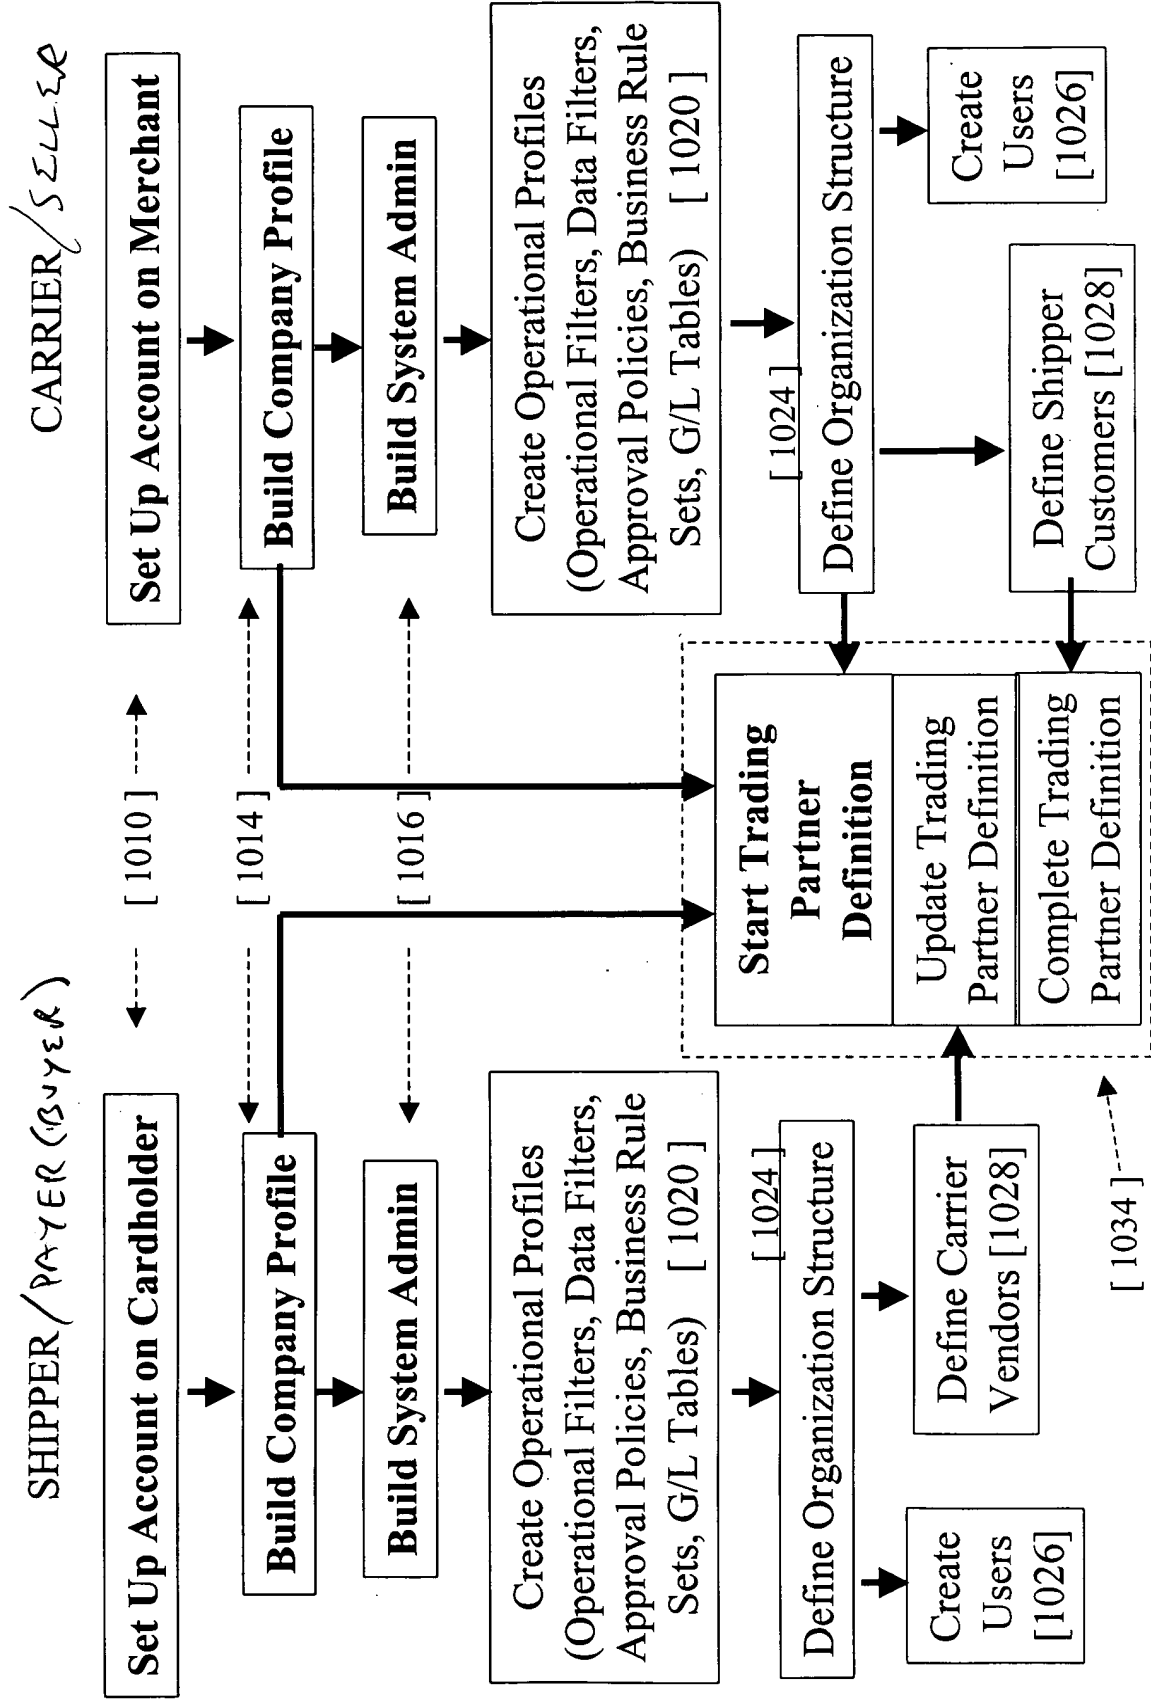 SHIPPER/PAYER (BUYER)
Set Up Account on Cardholder
Build Company Profile
Build System Admin
Create Operational Profiles
(Operational Filters, Data Filters,
Approval Policies, Business Rule
Sets, G/L Tables) [ 1020 ]
[ 1024 ]
Define Organization Structure
Create
Users
[1026]
Define Carrier
Vendors [1028]
[ 1010 ]
[ 1014 ]
[ 1016 ]
Start Trading
Partner
Definition
Update Trading
Partner Definition
Complete Trading
Partner Definition
[ 1034 ]
CARRIER/SELLER
Set Up Account on Merchant
Build Company Profile
Build System Admin
Create Operational Profiles
(Operational Filters, Data Filters,
Approval Policies, Business Rule
Sets, G/L Tables) [ 1020 ]
[ 1024 ]
Define Organization Structure
Define Shipper
Customers [1028]
Create
Users
[1026]